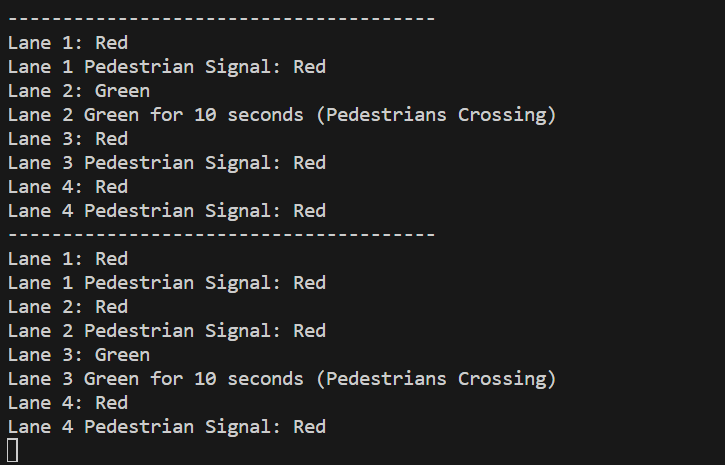 ---------------------------------------
Lane 1: Red
Lane 1 Pedestrian Signal: Red
Lane 2: Green
Lane 2 Green for 10 seconds (Pedestrians Crossing)
Lane 3: Red
Lane 3 Pedestrian Signal: Red
Lane 4: Red
Lane 4 Pedestrian Signal: Red
---------------------------------------
Lane 1: Red
Lane 1 Pedestrian Signal: Red
Lane 2: Red
Lane 2 Pedestrian Signal: Red
Lane 3: Green
Lane 3 Green for 10 seconds (Pedestrians Crossing)
Lane 4: Red
Lane 4 Pedestrian Signal: Red